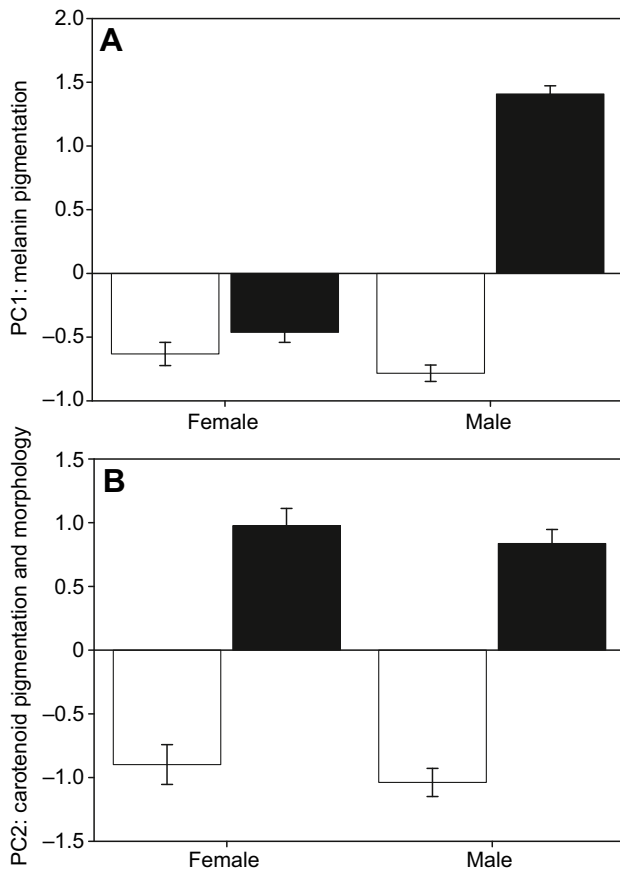 A
PC1: melanin pigmentation
2.0
1.5
1.0
0.5
0
–0.5
–1.0
Female Male
B
PC2: carotenoid pigmentation and morphology
1.5
1.0
0.5
0
–0.5
–1.0
–1.5
Female Male